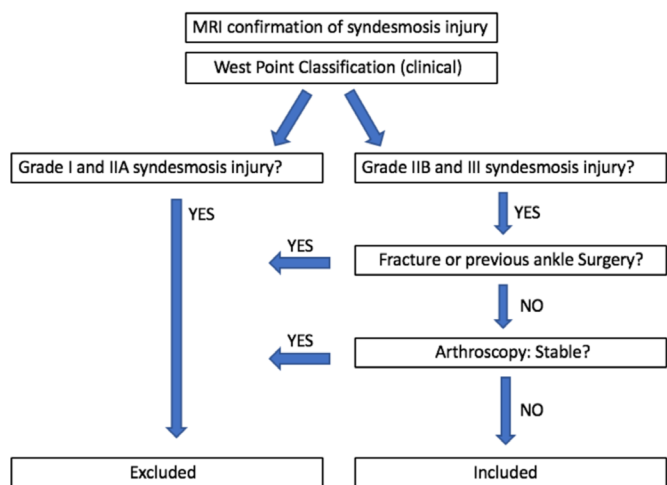 MRI confirmation of syndesmosis injury
West Point Classification (clinical)
Grade I and IIA syndesmosis injury?
Grade IIB and III syndesmosis injury?
YES
YES
YES
Fracture or previous ankle Surgery?
NO
YES
Arthroscopy: Stable?
NO
Excluded
Included